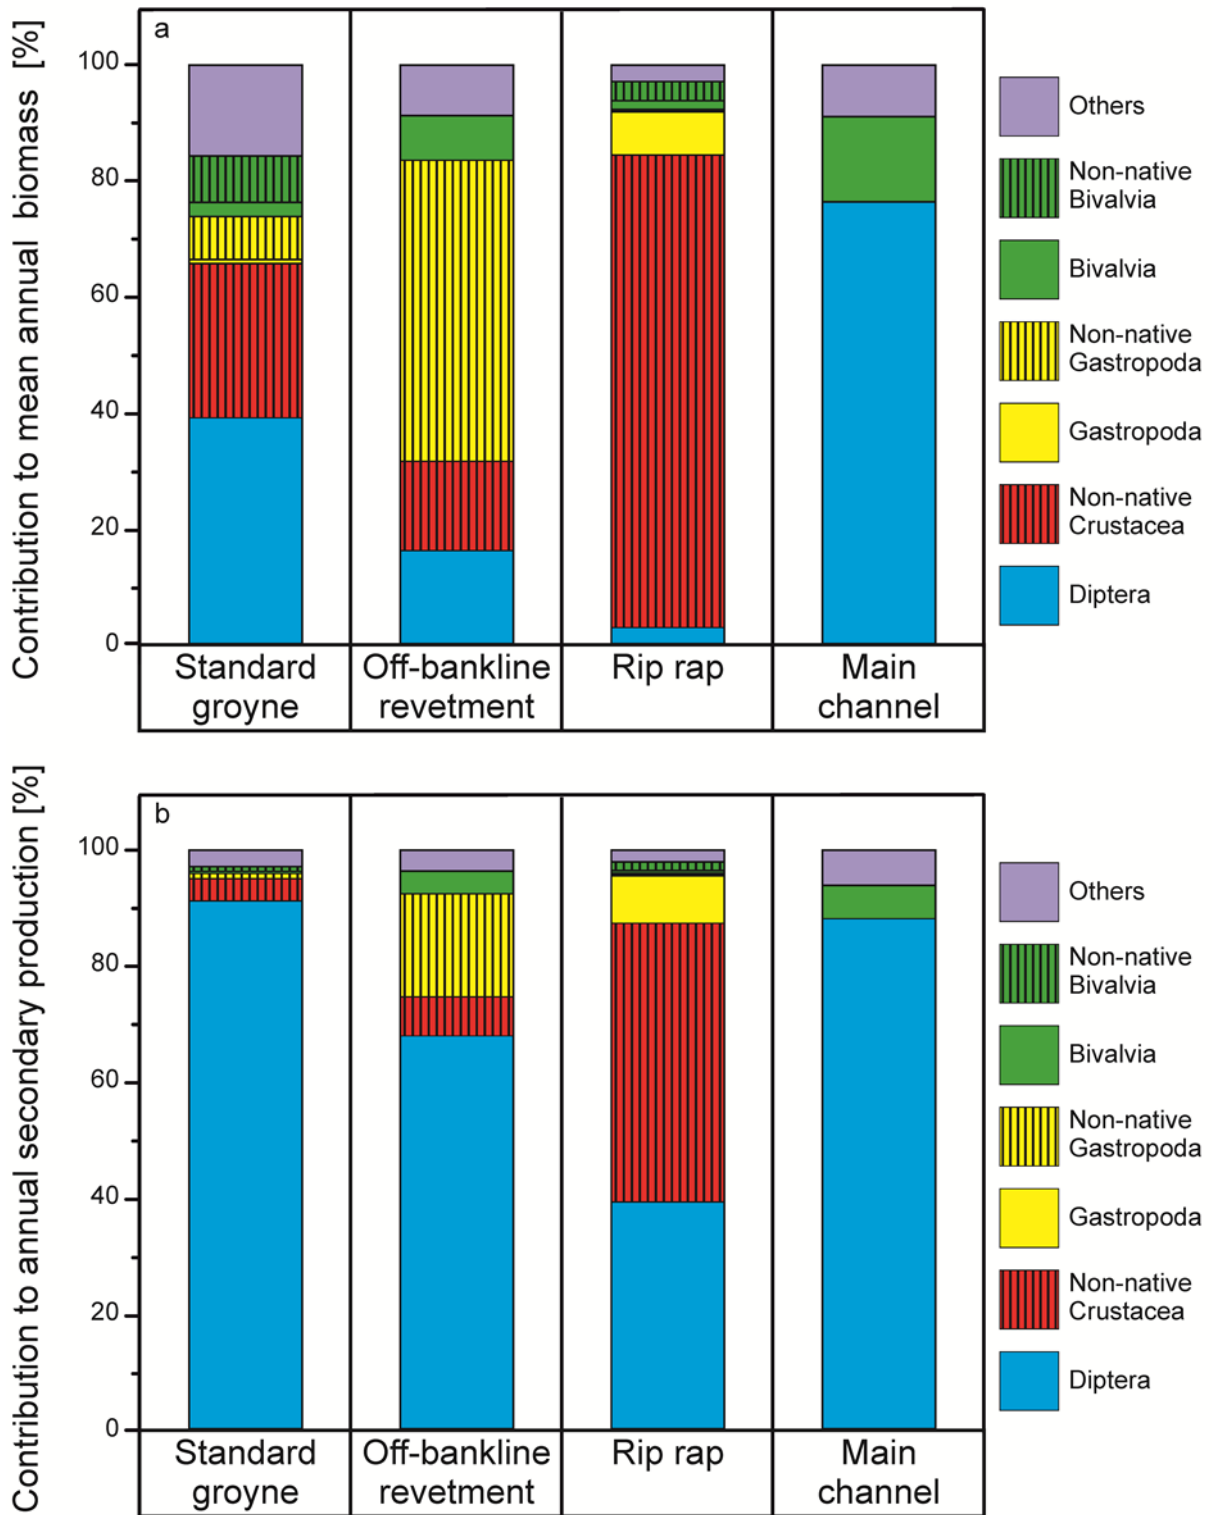 Contribution to mean annual biomass [%]
a
100
80
60
40
20
0
Standard
groyne
Off-bankline
revetment
Rip rap
Main
channel
Others
Non-native
Bivalvia
Bivalvia
Non-native
Gastropoda
Gastropoda
Non-native
Crustacea
Diptera
Contribution to annual secondary production [%]
b
100
80
60
40
20
0
Standard
groyne
Off-bankline
revetment
Rip rap
Main
channel
Others
Non-native
Bivalvia
Bivalvia
Non-native
Gastropoda
Gastropoda
Non-native
Crustacea
Diptera